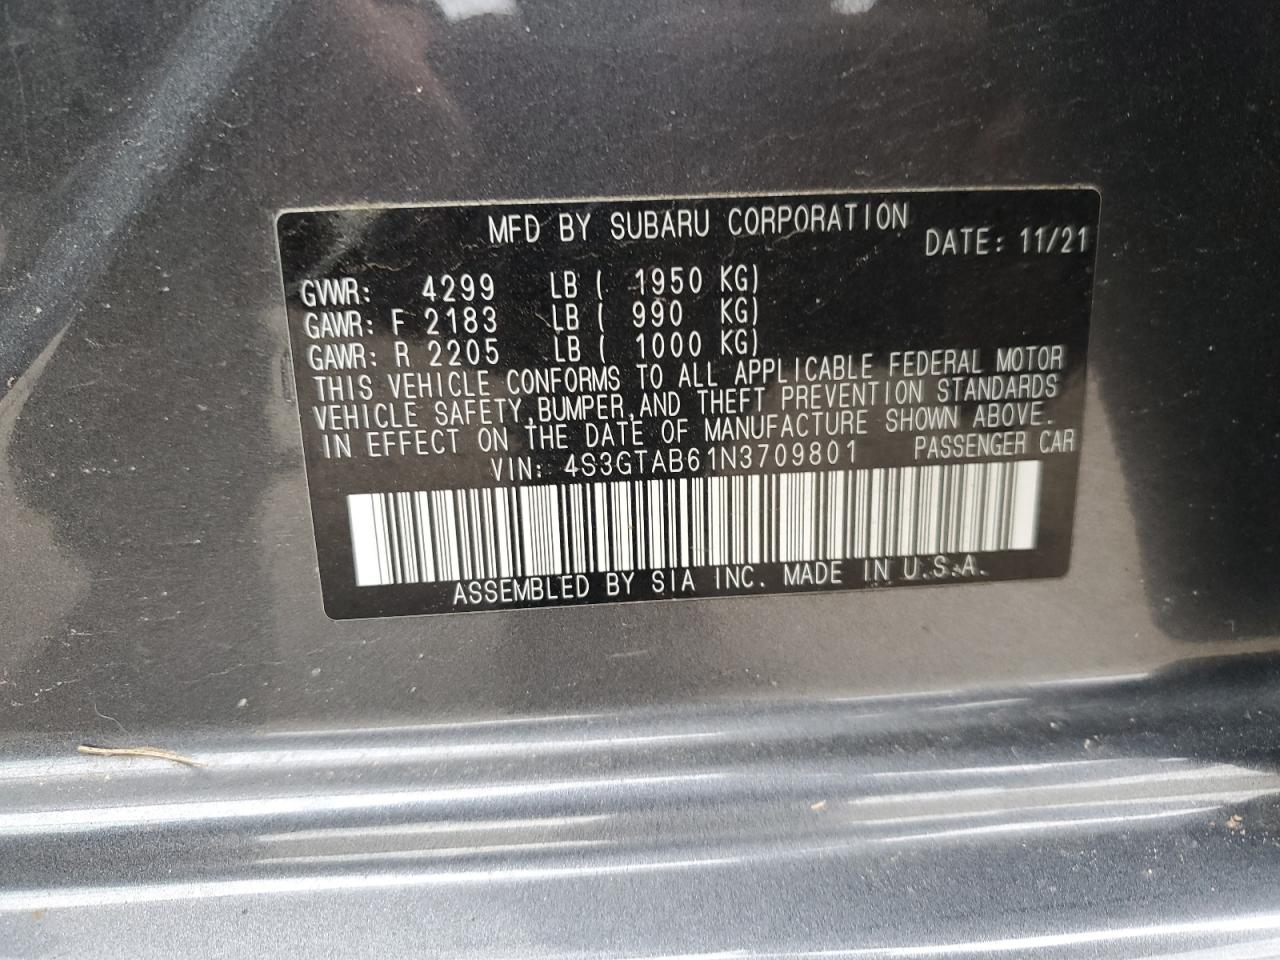 MFD BY SUBARU CORPORATION DATE: 11/21
GVWR: 4299 LB ( 1950 KG)
GAWR: F 2183 LB ( 990 KG)
GAWR: R 2205 LB ( 1000 KG)
THIS VEHICLE CONFORMS TO ALL APPLICABLE FEDERAL MOTOR
VEHICLE SAFETY,BUMPER,AND THEFT PREVENTION STANDARDS
IN EFFECT ON THE DATE OF MANUFACTURE SHOWN ABOVE.
VIN: 4S3GTAB61N3709801 PASSENGER CAR
ASSEMBLED BY SIA INC. MADE IN U.S.A.